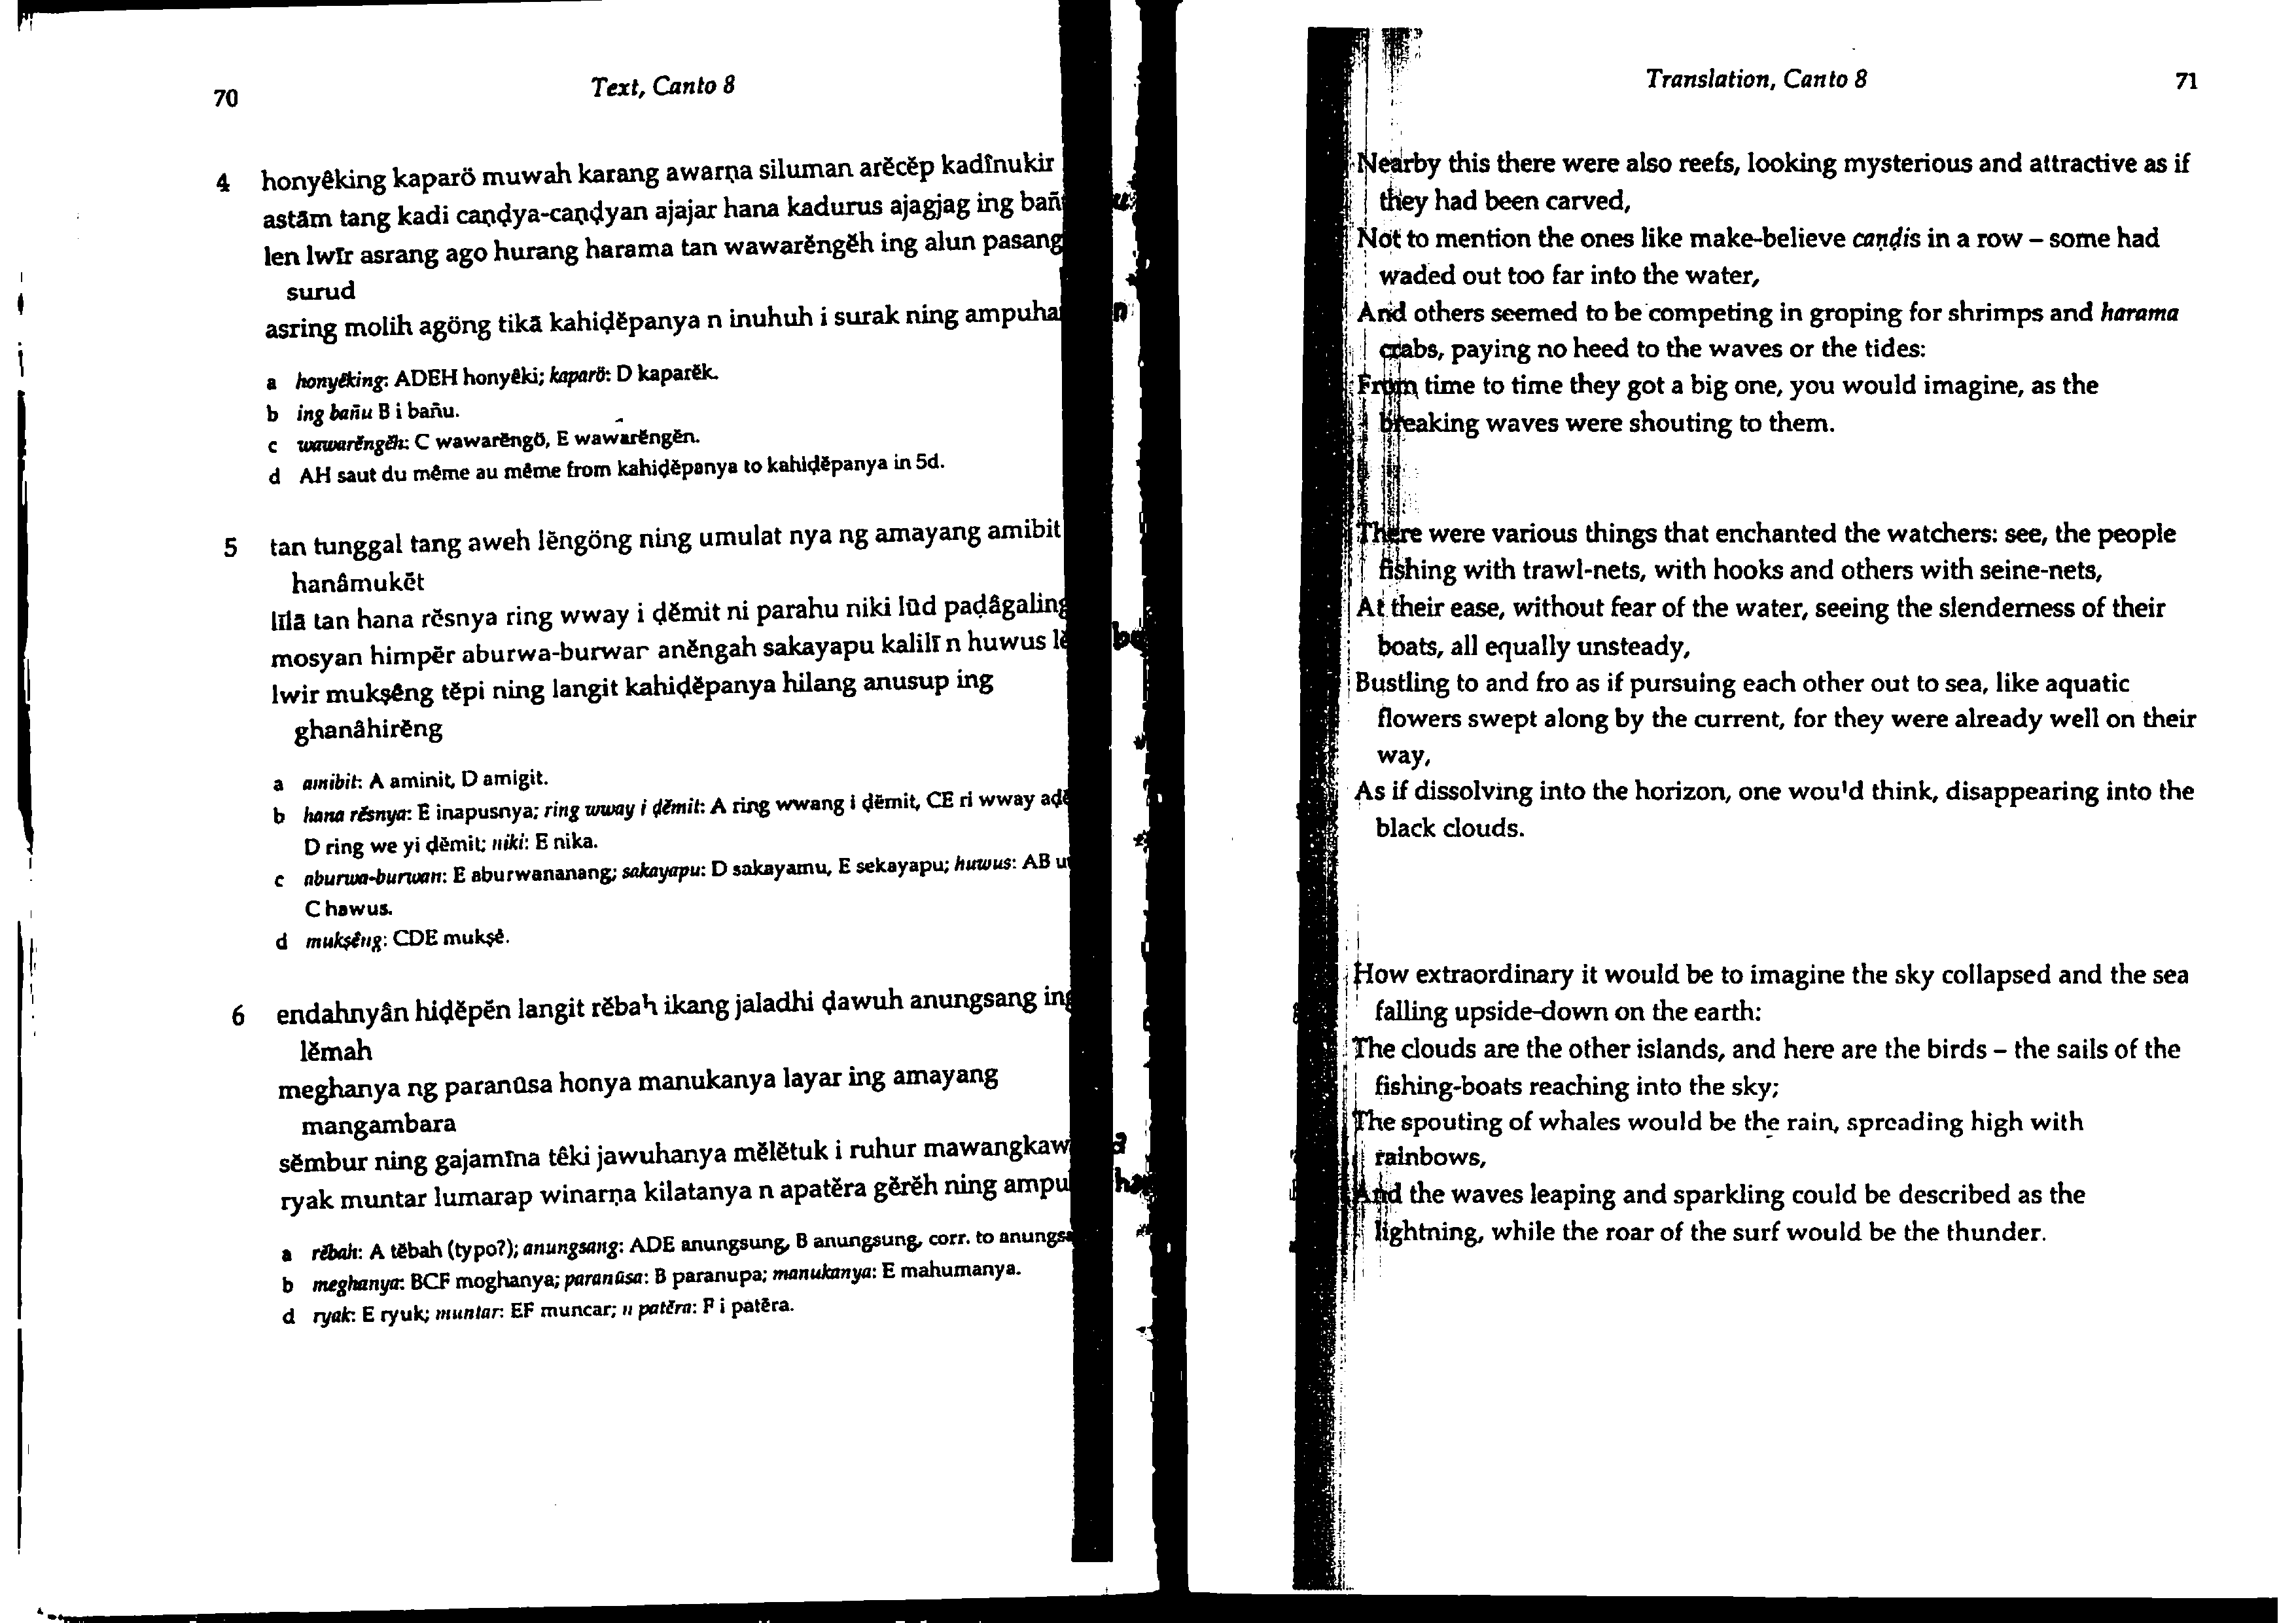 70
Text, Canto 8
4 honyêking kaparö muwah karang awarṇa siluman arĕcĕp kadînukir
astām tang kadi caṇḍya-caṇḍyan ajajar hana kadurus ajagjag ing bañu
len lwīr asrang ago hurang harama tan wawarĕngĕh ing alun pasang
surud
asring molih agöng tikā kahiḍĕpanya n inuhuh i surak ning ampuhan
a honyêking: ADEH honyêki; kaparö: D kaparĕk.
b ing bañu B i bañu.
c wawarĕngĕh: C wawarĕngö, E wawarĕngĕn.
d AH saut du même au même from kahiḍĕpanya to kahiḍĕpanya in 5d.
5 tan tunggal tang aweh lĕngöng ning umulat nya ng amayang amibit
hanâmukĕt
līlā tan hana rĕsnya ring wway i ḍĕmit ni parahu niki lūd paḍâgaling
mosyan himpĕr aburwa-burwar anĕngah sakayapu kalilī n huwus
lwir mukṣêng tĕpi ning langit kahiḍĕpanya hilang anusup ing
ghanâhirĕng
a amibit: A aminit, D amigit.
b hana rĕsnya: E inapusnya; ring wway i ḍĕmit: A ring wwang i ḍĕmit, CE ri wway
D ring we yi ḍĕmit; niki: E nika.
c aburwa-burwan: E aburwananang; sakayapu: D sakayamu, E sekayapu; huwus: AB
C hawus.
d mukṣêng: CDE mukṣê.
6 endahnyân hiḍĕpĕn langit rĕbah ikang jaladhi ḍawuh anungsang ing
lĕmah
meghanya ng paranūsa honya manukanya layar ing amayang
mangambara
sĕmbur ning gajamīna têki jawuhanya mĕlĕtuk i ruhur mawangkawa
ryak muntar lumarap winarṇa kilatanya n apatĕra gĕrĕh ning ampuhan
a rĕbah: A tĕbah (typo?); anungsang: ADE anungsung, B anungsung, corr. to
b meghanya: BCF moghanya; paranūsa: B paranupa; manukanya: E mahumanya.
d ryak: E ryuk; muntar: EF muncar; n patĕra: F i patĕra.
Translation, Canto 8
71
Nearby this there were also reefs, looking mysterious and attractive as if
they had been carved,
Not to mention the ones like make-believe caṇḍis in a row – some had
waded out too far into the water,
And others seemed to be competing in groping for shrimps and harama
crabs, paying no heed to the waves or the tides:
From time to time they got a big one, you would imagine, as the
breaking waves were shouting to them.
There were various things that enchanted the watchers: see, the people
fishing with trawl-nets, with hooks and others with seine-nets,
At their ease, without fear of the water, seeing the slenderness of their
boats, all equally unsteady,
Bustling to and fro as if pursuing each other out to sea, like aquatic
flowers swept along by the current, for they were already well on their
way,
As if dissolving into the horizon, one wou'd think, disappearing into the
black clouds.
How extraordinary it would be to imagine the sky collapsed and the sea
falling upside-down on the earth:
The clouds are the other islands, and here are the birds – the sails of the
fishing-boats reaching into the sky;
The spouting of whales would be the rain, spreading high with
rainbows,
And the waves leaping and sparkling could be described as the
lightning, while the roar of the surf would be the thunder.